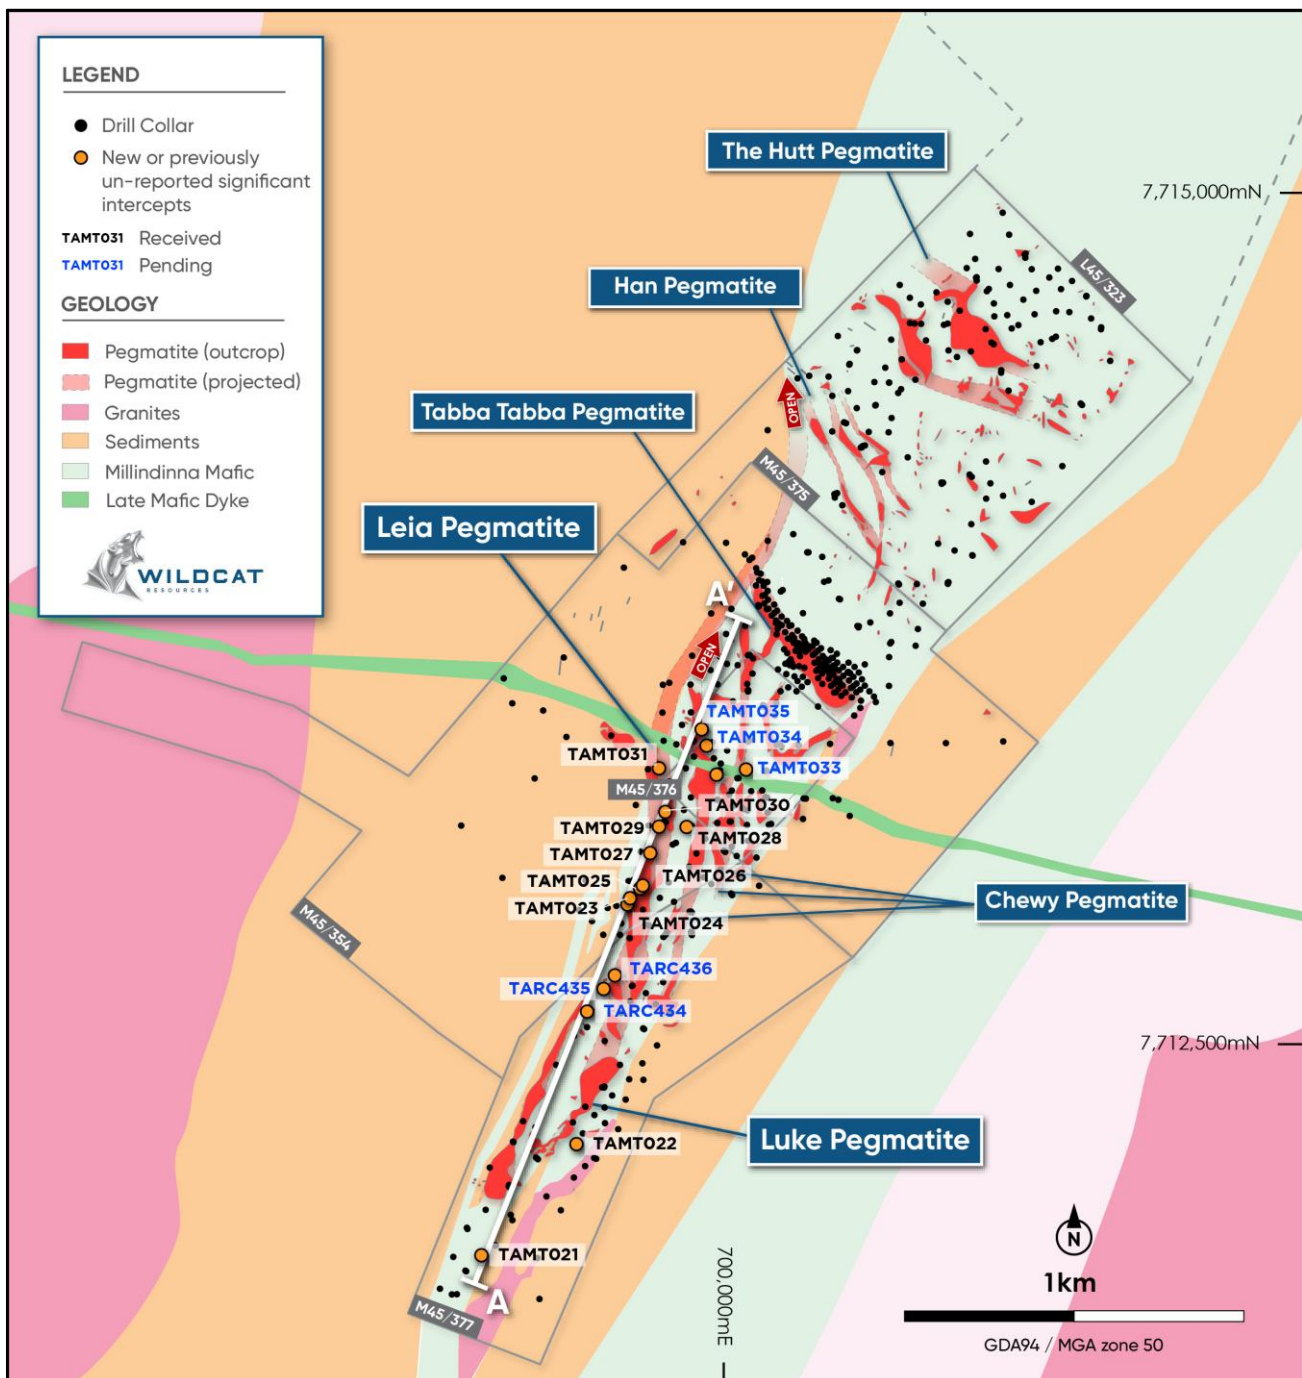 LEGEND
Drill Collar
New or previously
un-reported significant
intercepts
TAMT031 Received
TAMT031 Pending
GEOLOGY
Pegmatite (outcrop)
Pegmatite (projected)
Granites
Sediments
Millindinna Mafic
Late Mafic Dyke
WILDCAT
RESOURCES
The Hutt Pegmatite
7,715,000mN
L45/323
Han Pegmatite
OPEN
Tabba Tabba Pegmatite
M45/375
Leia Pegmatite
A'
OPEN
TAMT035
TAMT034
TAMT031
TAMT033
M45/376
TAMT030
TAMT029
TAMT028
TAMT027
TAMT026
TAMT025
TAMT023
Chewy Pegmatite
TAMT024
M45/354
TARC436
TARC435
TARC434
7,712,500mN
Luke Pegmatite
TAMT022
TAMT021
A
M45/377
700,000mE
N
1km
GDA94 / MGA zone 50